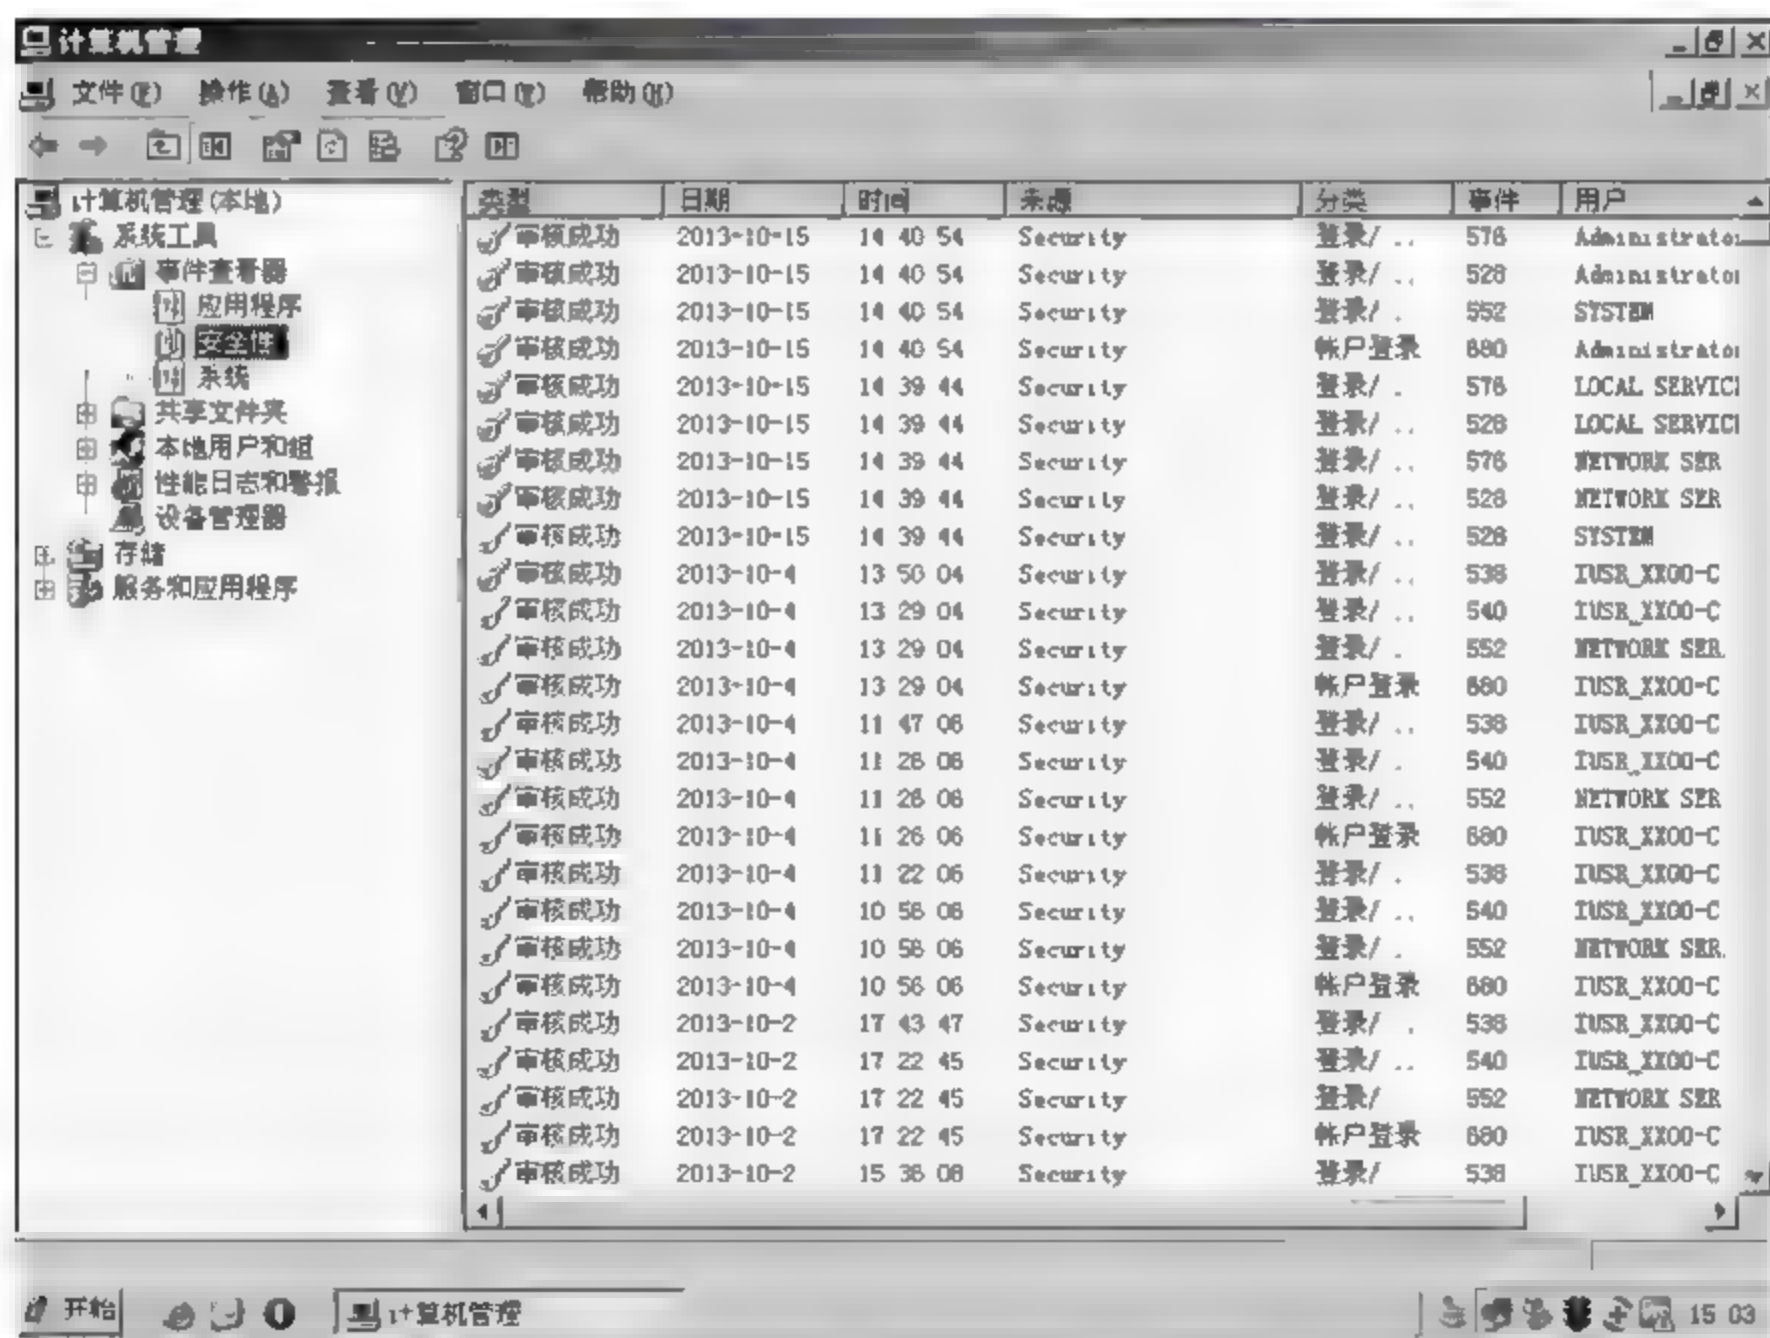 计算机管理
文件(F) 操作(A) 查看(V) 窗口(W) 帮助(H)
计算机管理(本地)
系统工具
事件查看器
应用程序
安全性
系统
共享文件夹
本地用户和组
性能日志和警报
设备管理器
存储
服务和应用程序
类型 日期 时间 来源 分类 事件 用户
审核成功 2013-10-15 14 40 54 Security 登录/ .. 576 Administrator
审核成功 2013-10-15 14 40 54 Security 登录/ .. 528 Administrator
审核成功 2013-10-15 14 40 54 Security 登录/ .. 552 SYSTEM
审核成功 2013-10-15 14 40 54 Security 帐户登录 680 Administrator
审核成功 2013-10-15 14 39 44 Security 登录/ . 576 LOCAL SERVICE
审核成功 2013-10-15 14 39 44 Security 登录/ .. 528 LOCAL SERVICE
审核成功 2013-10-15 14 39 44 Security 登录/ .. 576 NETWORK SER
审核成功 2013-10-15 14 39 44 Security 登录/ .. 528 NETWORK SER
审核成功 2013-10-15 14 39 44 Security 登录/ .. 528 SYSTEM
审核成功 2013-10-4 13 50 04 Security 登录/ .. 538 IUSR_XXOO-C
审核成功 2013-10-4 13 29 04 Security 登录/ .. 540 IUSR_XXOO-C
审核成功 2013-10-4 13 29 04 Security 登录/ . 552 NETWORK SER.
审核成功 2013-10-4 13 29 04 Security 帐户登录 680 IUSR_XXOO-C
审核成功 2013-10-4 11 47 06 Security 登录/ .. 538 IUSR_XXOO-C
审核成功 2013-10-4 11 26 06 Security 登录/ . 540 IUSR_XXOO-C
审核成功 2013-10-4 11 26 06 Security 登录/ .. 552 NETWORK SER
审核成功 2013-10-4 11 26 06 Security 帐户登录 680 IUSR_XXOO-C
审核成功 2013-10-4 11 22 06 Security 登录/ . 538 IUSR_XXOO-C
审核成功 2013-10-4 10 56 06 Security 登录/ .. 540 IUSR_XXOO-C
审核成功 2013-10-4 10 56 06 Security 登录/ . 552 NETWORK SER.
审核成功 2013-10-4 10 56 06 Security 帐户登录 680 IUSR_XXOO-C
审核成功 2013-10-2 17 43 47 Security 登录/ . 538 IUSR_XXOO-C
审核成功 2013-10-2 17 22 45 Security 登录/ .. 540 IUSR_XXOO-C
审核成功 2013-10-2 17 22 45 Security 登录/ 552 NETWORK SER
审核成功 2013-10-2 17 22 45 Security 帐户登录 680 IUSR_XXOO-C
审核成功 2013-10-2 15 36 08 Security 登录/ 538 IUSR_XXOO-C
开始 计算机管理 15 03